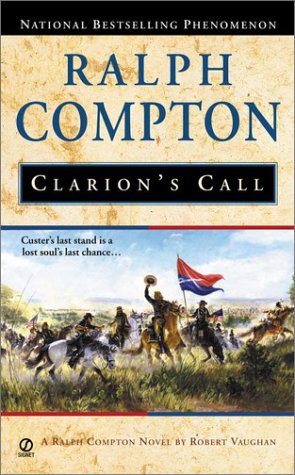 NATIONAL BESTSELLING PHENOMENON
RALPH
COMPTON
CLARION'S CALL
Custer's last stand is a
lost soul's last chance…
SIGNET
A RALPH COMPTON NOVEL BY ROBERT VAUGHAN